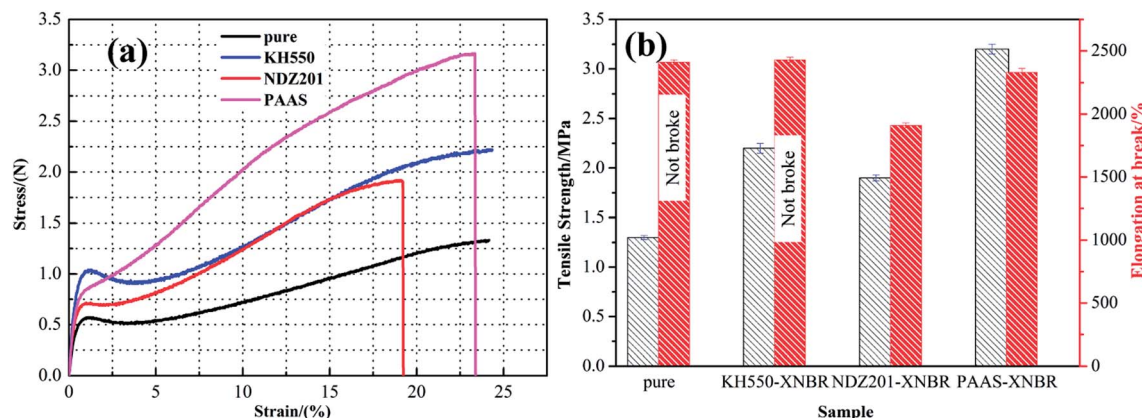 (a)
pure
KH550
NDZ201
PAAS
3.5
3.0
2.5
2.0
1.5
1.0
0.5
0.0
Stress/(N)
0
5
10
15
20
25
Strain/(%)
(b)
3.5
3.0
2.5
2.0
1.5
1.0
0.5
0.0
Tensile Strength/MPa
Not broke
Not broke
2500
2000
1500
1000
500
0
Elongation at break/%
pure
KH550-XNBR
NDZ201-XNBR
PAAS-XNBR
Sample